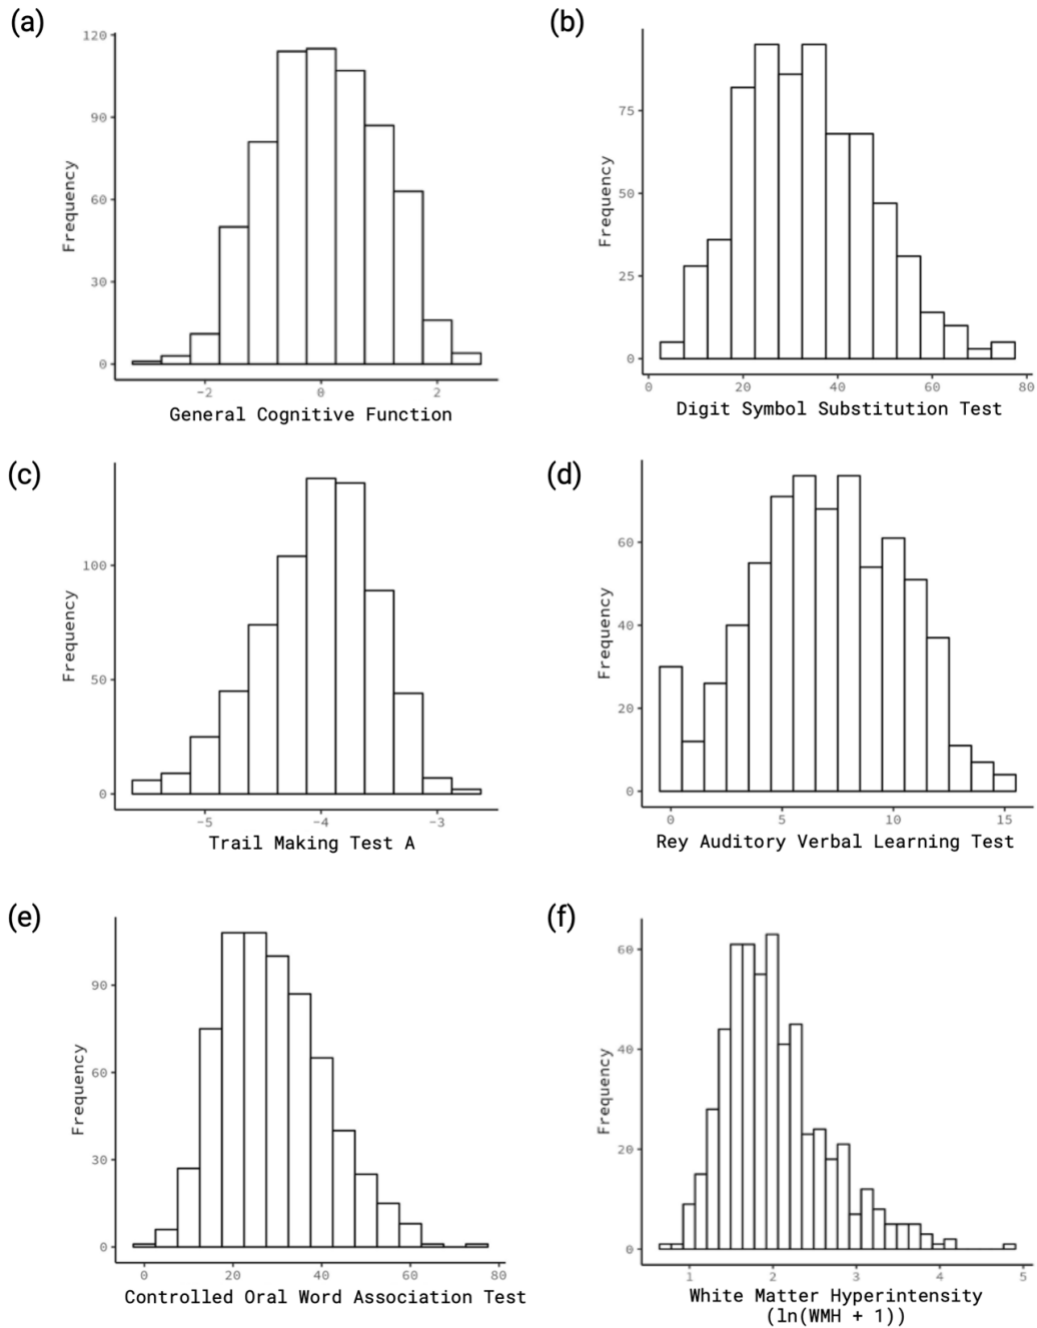 (a)
120
90
60
30
0
Frequency
-2 0 2
General Cognitive Function
(b)
75
50
25
0
Frequency
0 20 40 60 80
Digit Symbol Substitution Test
(c)
100
50
0
Frequency
-5 -4 -3
Trail Making Test A
(d)
60
40
20
0
Frequency
0 5 10 15
Rey Auditory Verbal Learning Test
(e)
90
60
30
0
Frequency
0 20 40 60 80
Controlled Oral Word Association Test
(f)
60
40
20
0
Frequency
1 2 3 4 5
White Matter Hyperintensity
(ln(WMH + 1))